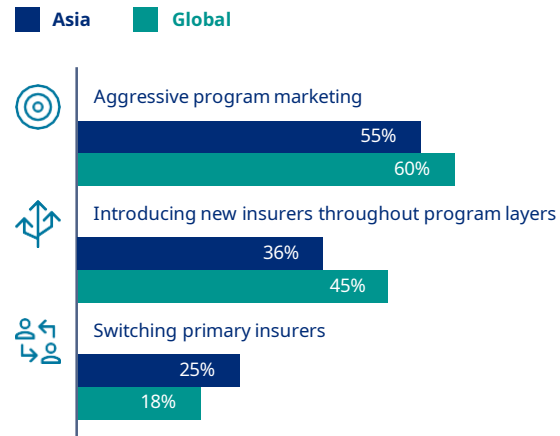 Asia Global
Aggressive program marketing
55%
60%
Introducing new insurers throughout program layers
36%
45%
Switching primary insurers
25%
18%